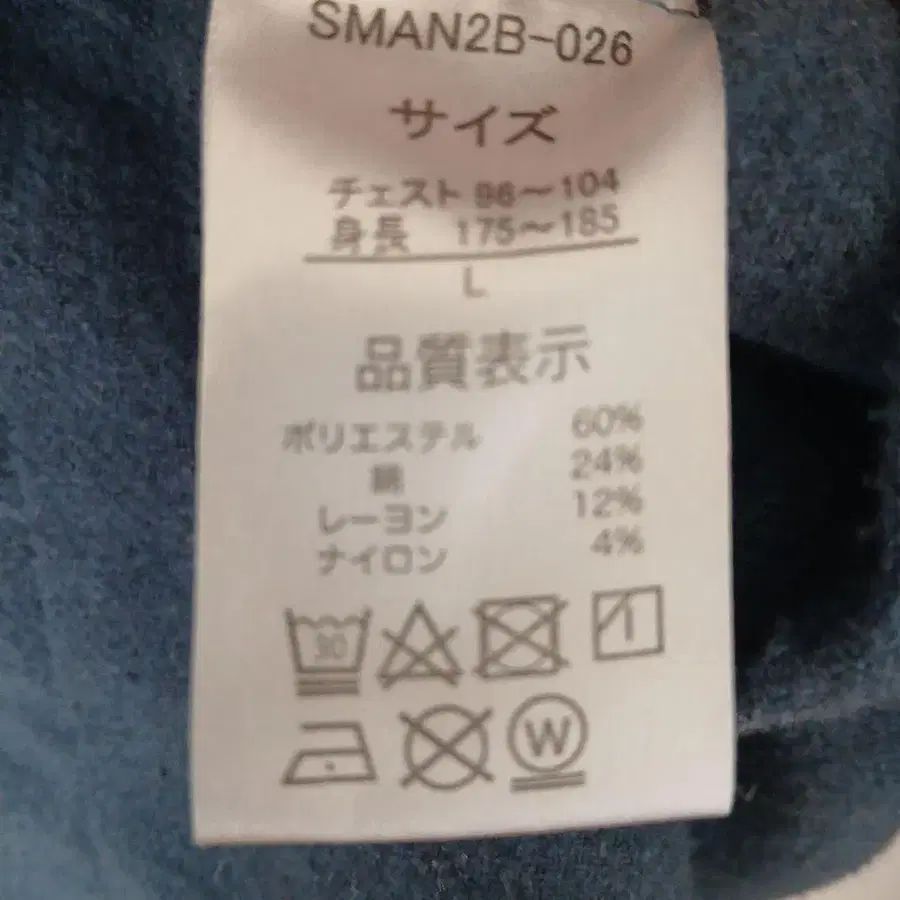 SMAN2B-026
サイズ
チェスト 96～104
身長 175～185
L
品質表示
ポリエステル 60%
綿 24%
レーヨン 12%
ナイロン 4%
30
W